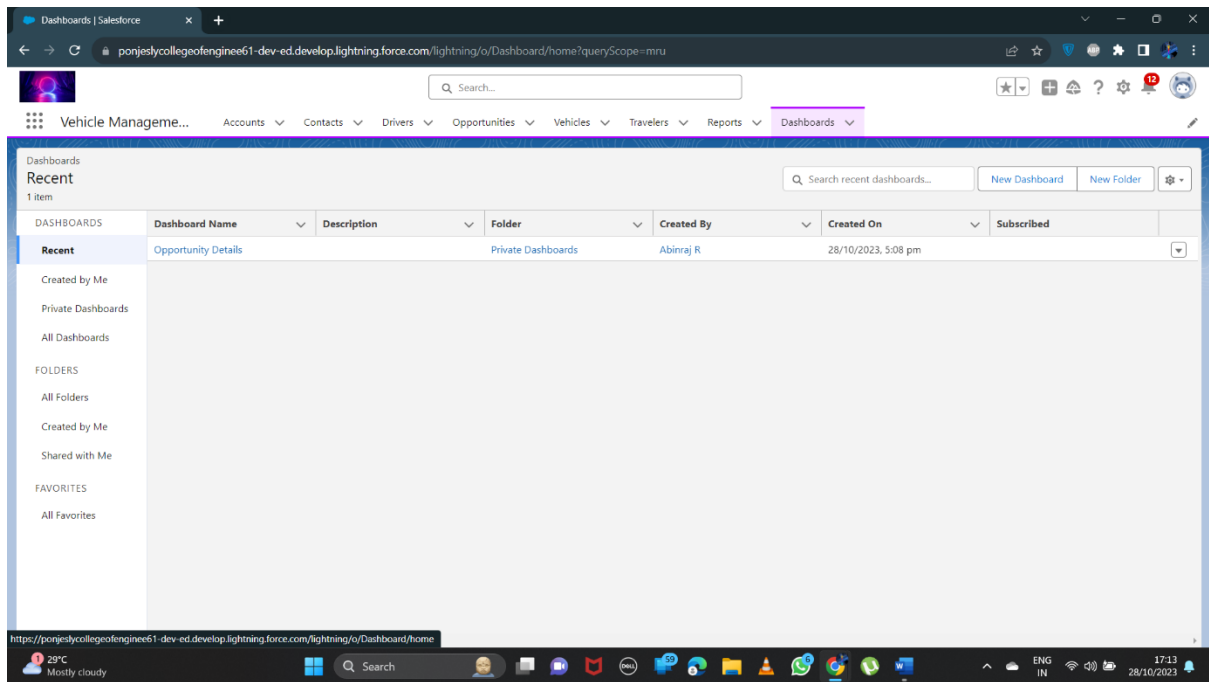 Dashboards | Salesforce
ponjeslycollegeofenginee61-dev-ed.develop.lightning.force.com/lightning/o/Dashboard/home?queryScope=mru
Search...
12
Vehicle Manageme... Accounts Contacts Drivers Opportunities Vehicles Travelers Reports Dashboards
Dashboards
Recent
1 item
Search recent dashboards...
New Dashboard New Folder
DASHBOARDS Dashboard Name Description Folder Created By Created On Subscribed
Recent Opportunity Details Private Dashboards Abinraj R 28/10/2023, 5:08 pm
Created by Me
Private Dashboards
All Dashboards
FOLDERS
All Folders
Created by Me
Shared with Me
FAVORITES
All Favorites
https://ponjeslycollegeofenginee61-dev-ed.develop.lightning.force.com/lightning/o/Dashboard/home
1 29°C
Mostly cloudy
Search
DELL
59
6
W
ENG
IN
17:13
28/10/2023